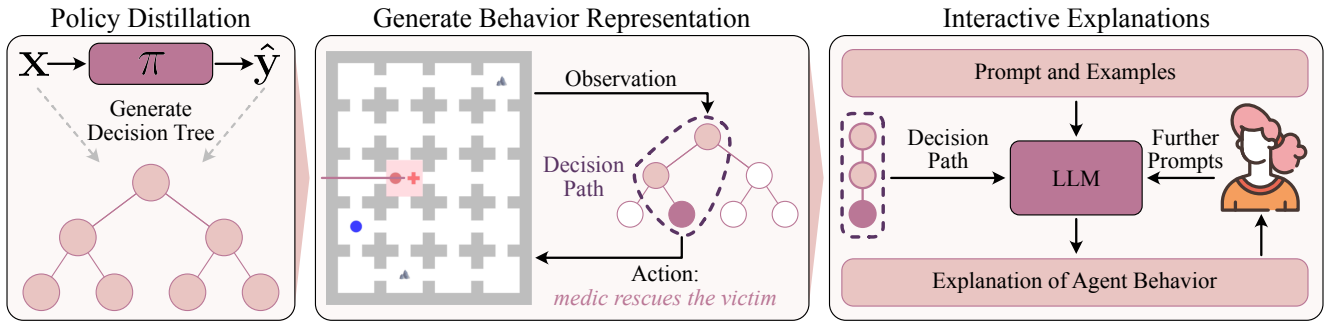 Policy Distillation
x π ŷ
Generate
Decision Tree
Generate Behavior Representation
Observation
Decision
Path
Action:
medic rescues the victim
Interactive Explanations
Prompt and Examples
Decision
Path
LLM
Further
Prompts
Explanation of Agent Behavior